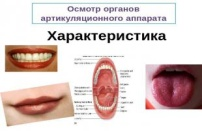 Осмотр органов
артикуляционного аппарата
Характеристика